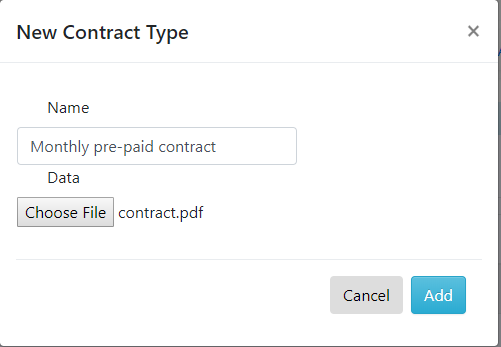 New Contract Type ×
Name
Monthly pre-paid contract
Data
Choose File contract.pdf
Cancel Add